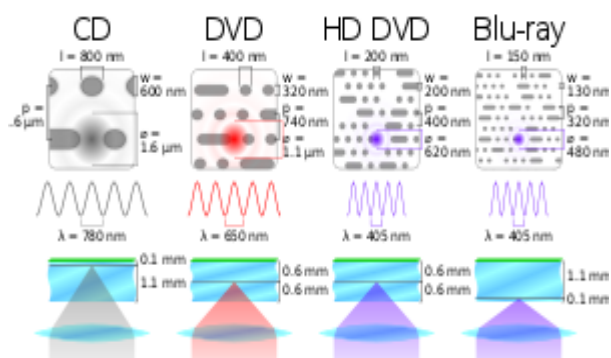 CD DVD HD DVD Blu-ray
l = 800 nm l = 400 nm l = 200 nm l = 150 nm
w = 600 nm w = 320 nm w = 200 nm w = 130 nm
p = .6 µm p = 740 nm p = 400 nm p = 320 nm
ø = 1.6 µm ø = 1.1 µm ø = 620 nm ø = 480 nm
λ = 780 nm λ = 650 nm λ = 405 nm λ = 405 nm
0.1 mm 0.6 mm 0.6 mm 1.1 mm
1.1 mm 0.6 mm 0.6 mm 0.1 mm